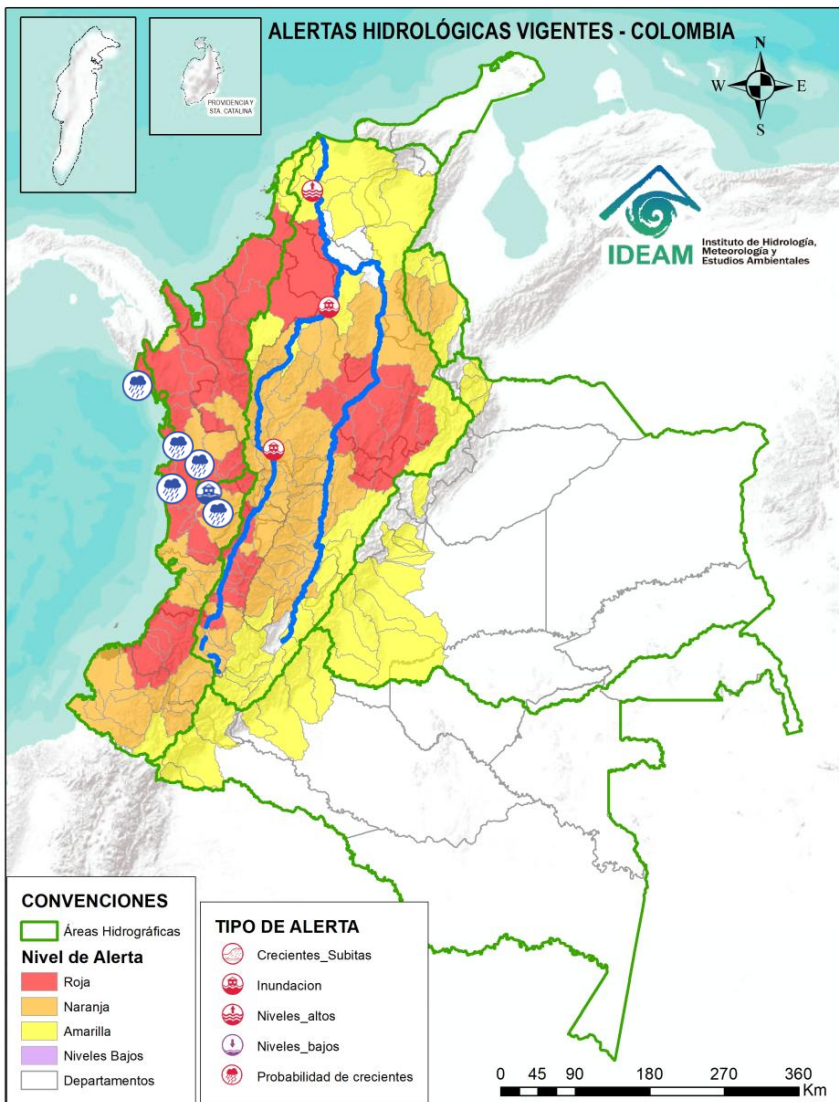 ALERTAS HIDROLÓGICAS VIGENTES - COLOMBIA
PROVIDENCIA Y
STA. CATALINA
N
W
E
S
IDEAM
Instituto de Hidrología,
Meteorología y
Estudios Ambientales
CONVENCIONES
Áreas Hidrográficas
Nivel de Alerta
Roja
Naranja
Amarilla
Niveles Bajos
Departamentos
TIPO DE ALERTA
Crecientes_Subitas
Inundacion
Niveles_altos
Niveles_bajos
Probabilidad de crecientes
0 45 90 180 270 360
Km